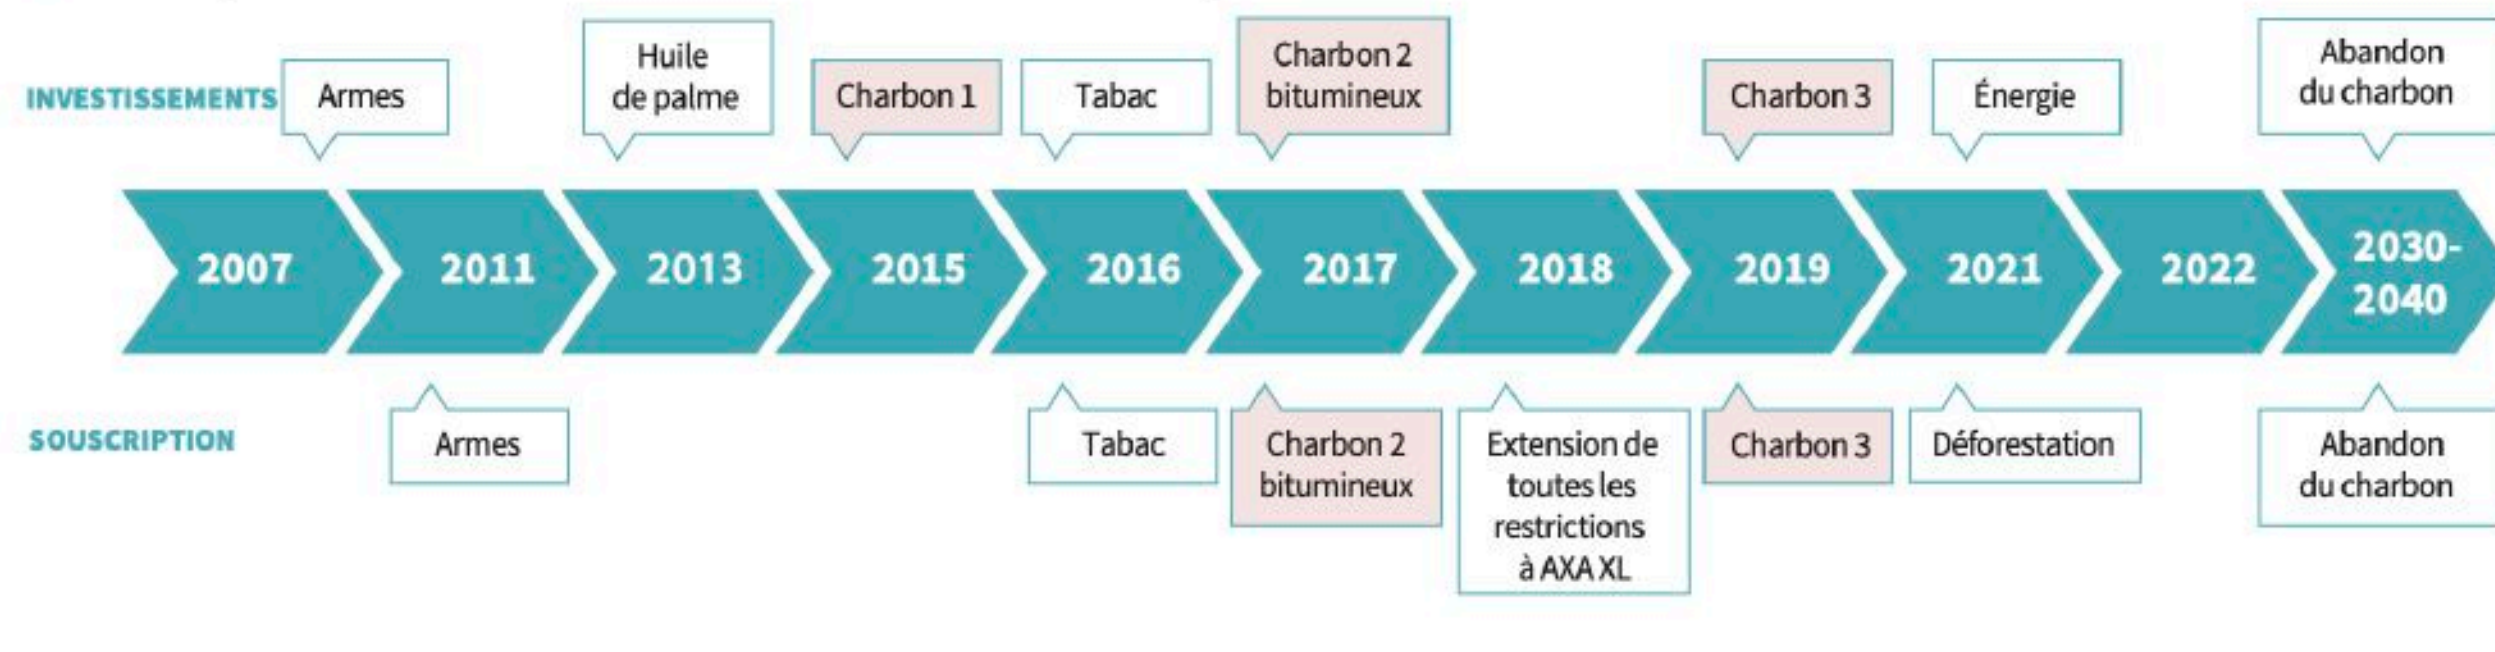 INVESTISSEMENTS
Armes
Huile
de palme
Charbon 1
Tabac
Charbon 2
bitumineux
Charbon 3
Énergie
Abandon
du charbon
2007
2011
2013
2015
2016
2017
2018
2019
2021
2022
2030-
2040
SOUSCRIPTION
Armes
Tabac
Charbon 2
bitumineux
Extension de
toutes les
restrictions
à AXA XL
Charbon 3
Déforestation
Abandon
du charbon